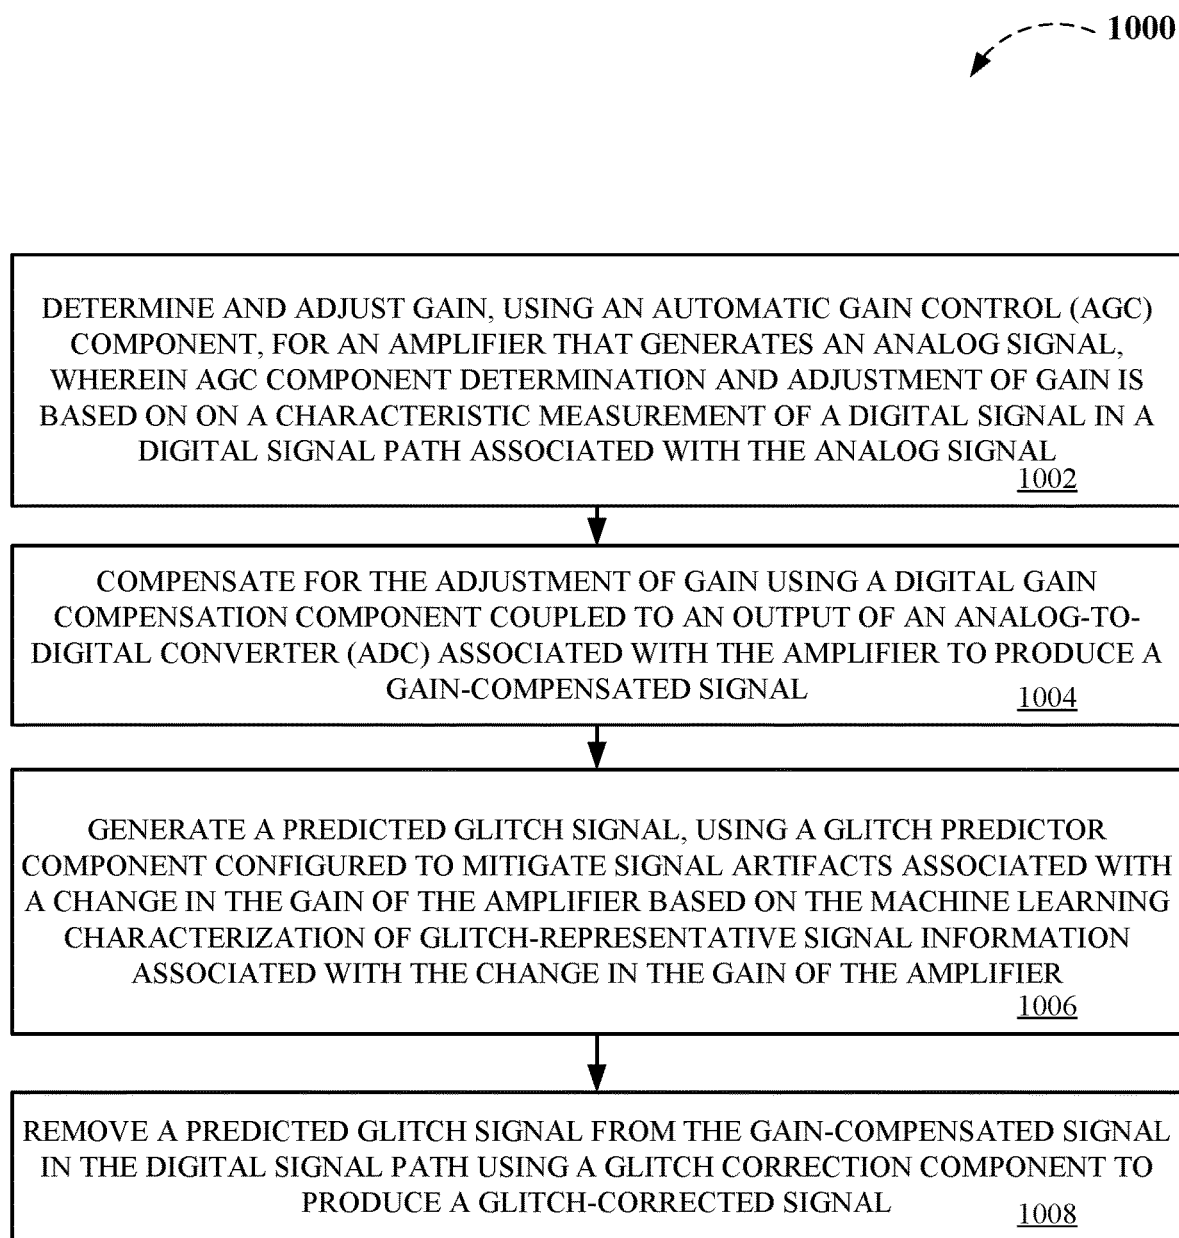 1000
DETERMINE AND ADJUST GAIN, USING AN AUTOMATIC GAIN CONTROL (AGC)
COMPONENT, FOR AN AMPLIFIER THAT GENERATES AN ANALOG SIGNAL,
WHEREIN AGC COMPONENT DETERMINATION AND ADJUSTMENT OF GAIN IS
BASED ON ON A CHARACTERISTIC MEASUREMENT OF A DIGITAL SIGNAL IN A
DIGITAL SIGNAL PATH ASSOCIATED WITH THE ANALOG SIGNAL
1002
COMPENSATE FOR THE ADJUSTMENT OF GAIN USING A DIGITAL GAIN
COMPENSATION COMPONENT COUPLED TO AN OUTPUT OF AN ANALOG-TO-
DIGITAL CONVERTER (ADC) ASSOCIATED WITH THE AMPLIFIER TO PRODUCE A
GAIN-COMPENSATED SIGNAL
1004
GENERATE A PREDICTED GLITCH SIGNAL, USING A GLITCH PREDICTOR
COMPONENT CONFIGURED TO MITIGATE SIGNAL ARTIFACTS ASSOCIATED WITH
A CHANGE IN THE GAIN OF THE AMPLIFIER BASED ON THE MACHINE LEARNING
CHARACTERIZATION OF GLITCH-REPRESENTATIVE SIGNAL INFORMATION
ASSOCIATED WITH THE CHANGE IN THE GAIN OF THE AMPLIFIER
1006
REMOVE A PREDICTED GLITCH SIGNAL FROM THE GAIN-COMPENSATED SIGNAL
IN THE DIGITAL SIGNAL PATH USING A GLITCH CORRECTION COMPONENT TO
PRODUCE A GLITCH-CORRECTED SIGNAL
1008